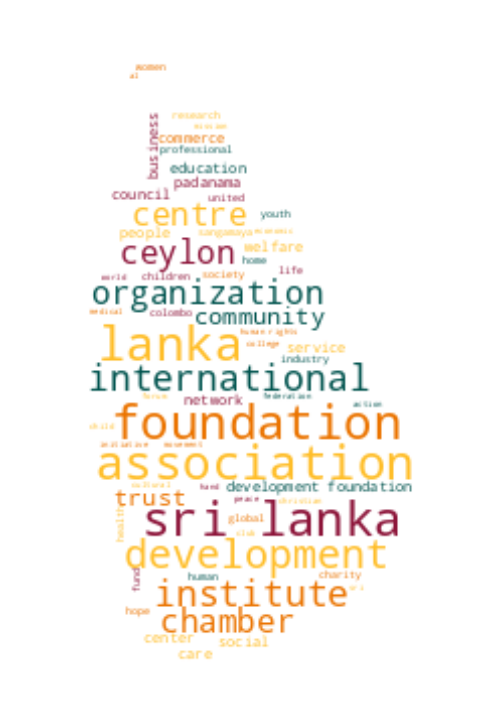 women
al
research
mission
business
commerce
professional
education
padanama
council
united
centre
youth
people
sangamaya
economic
ceylon
welfare
home
life
world
children
society
organization
medical
colombo
community
human rights
lanka
college
service
industry
international
forum
network
federation
action
foundation
child
initiative
movement
association
cultural
hand
development foundation
trust
peace
christian
health
sri lanka
global
club
development
fund
human
charity
institute
sri
hope
chamber
center
social
care